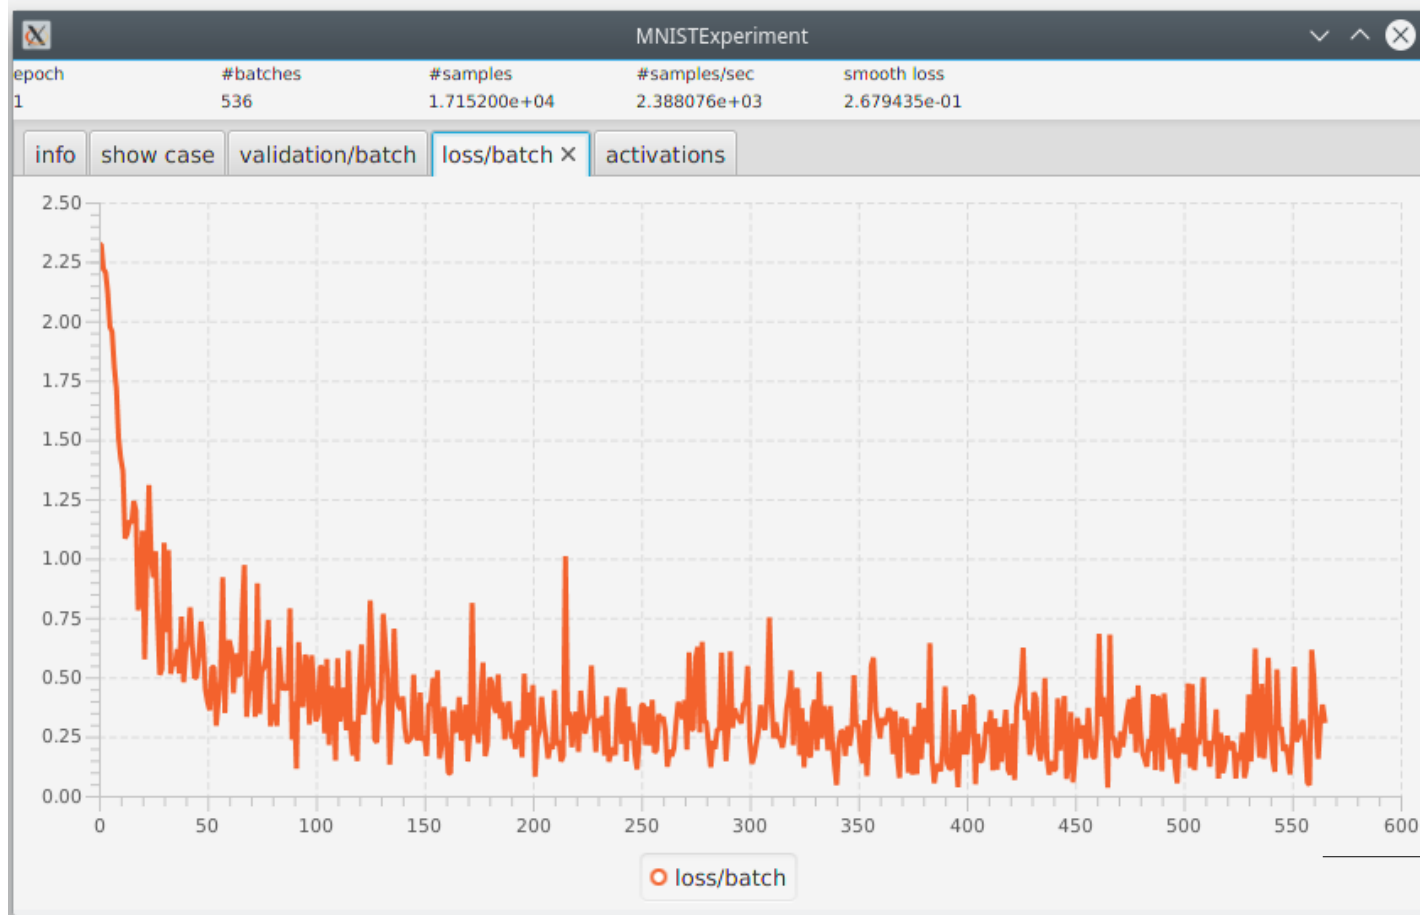 MNISTExperiment
epoch #batches #samples #samples/sec smooth loss
1 536 1.715200e+04 2.388076e+03 2.679435e-01
info show case validation/batch loss/batch activations
2.50
2.25
2.00
1.75
1.50
1.25
1.00
0.75
0.50
0.25
0.00
0 50 100 150 200 250 300 350 400 450 500 550 600
loss/batch